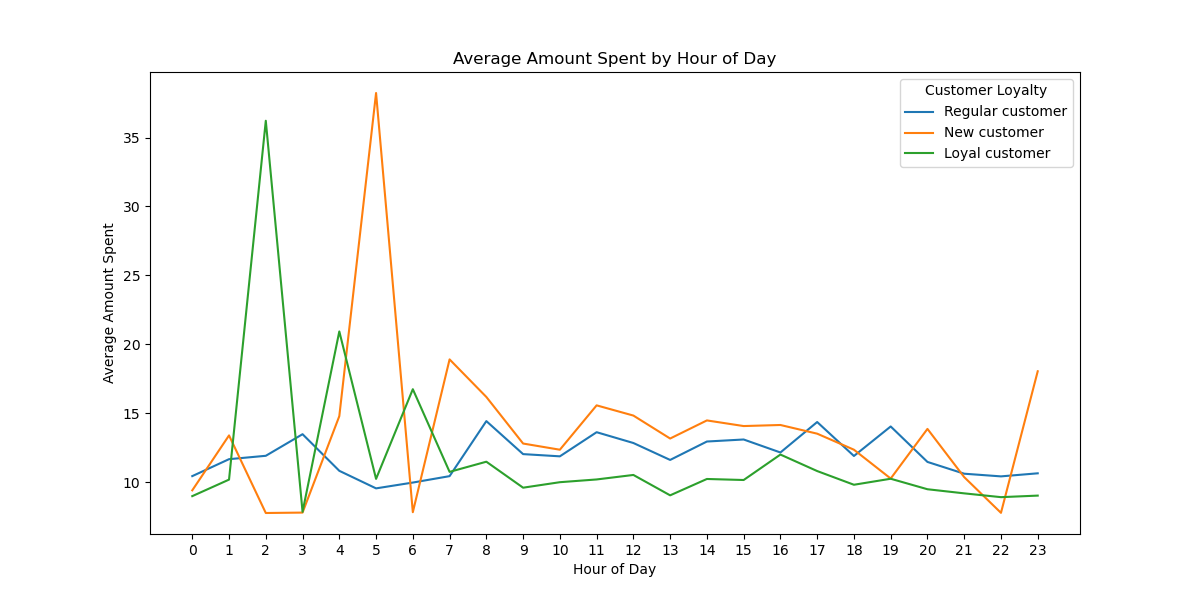 Average Amount Spent by Hour of Day
Customer Loyalty
Regular customer
New customer
Loyal customer
Average Amount Spent
35
30
25
20
15
10
0 1 2 3 4 5 6 7 8 9 10 11 12 13 14 15 16 17 18 19 20 21 22 23
Hour of Day